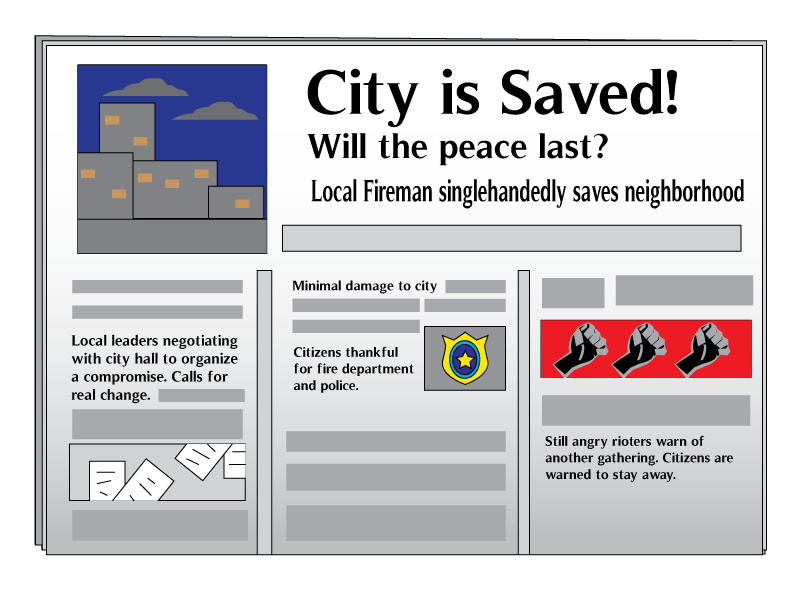 City is Saved!
Will the peace last?
Local Fireman singlehandedly saves neighborhood
Local leaders negotiating
with city hall to organize
a compromise. Calls for
real change.
Minimal damage to city
Citizens thankful
for fire department
and police.
Still angry rioters warn of
another gathering. Citizens are
warned to stay away.